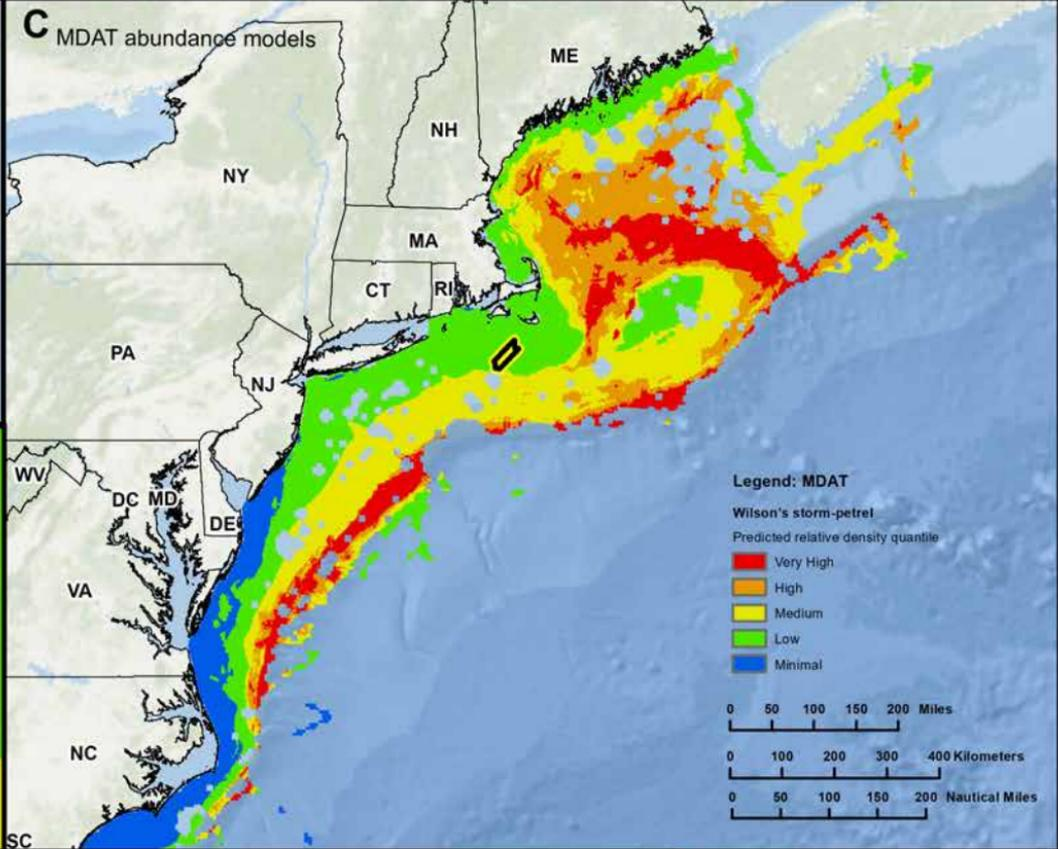 C MDAT abundance models
ME
NH
NY
MA
CT
RI
PA
NJ
WV
DC
MD
DE
VA
NC
SC
Legend: MDAT
Wilson's storm-petrel
Predicted relative density quantile
Very High
High
Medium
Low
Minimal
0 50 100 150 200 Miles
0 100 200 300 400 Kilometers
0 50 100 150 200 Nautical Miles